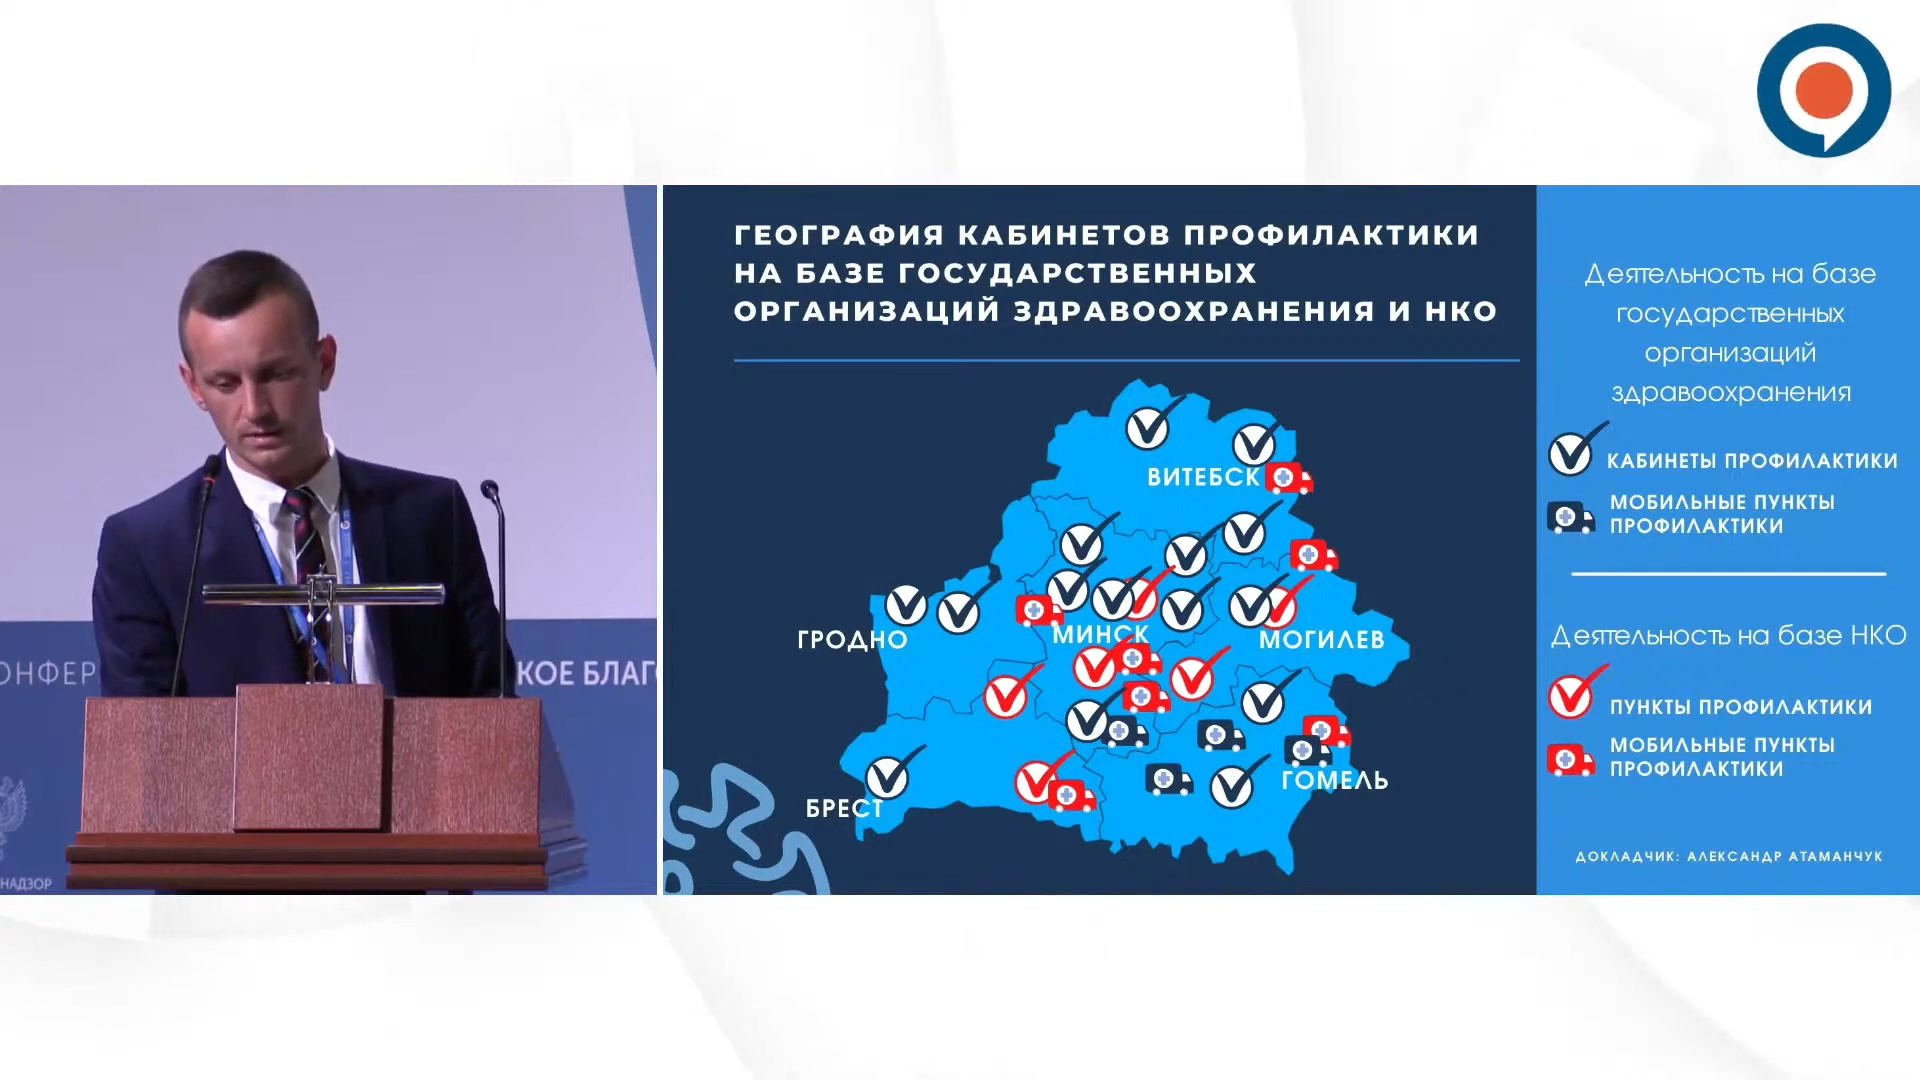 ОНФЕР
КОЕ БЛАГО
НАДЗОР
ГЕОГРАФИЯ КАБИНЕТОВ ПРОФИЛАКТИКИ
НА БАЗЕ ГОСУДАРСТВЕННЫХ
ОРГАНИЗАЦИЙ ЗДРАВООХРАНЕНИЯ И НКО
ВИТЕБСК
ГРОДНО
МИНСК
МОГИЛЕВ
БРЕСТ
ГОМЕЛЬ
Деятельность на базе
государственных
организаций
здравоохранения
КАБИНЕТЫ ПРОФИЛАКТИКИ
МОБИЛЬНЫЕ ПУНКТЫ
ПРОФИЛАКТИКИ
Деятельность на базе НКО
ПУНКТЫ ПРОФИЛАКТИКИ
МОБИЛЬНЫЕ ПУНКТЫ
ПРОФИЛАКТИКИ
ДОКЛАДЧИК: АЛЕКСАНДР АТАМАНЧУК